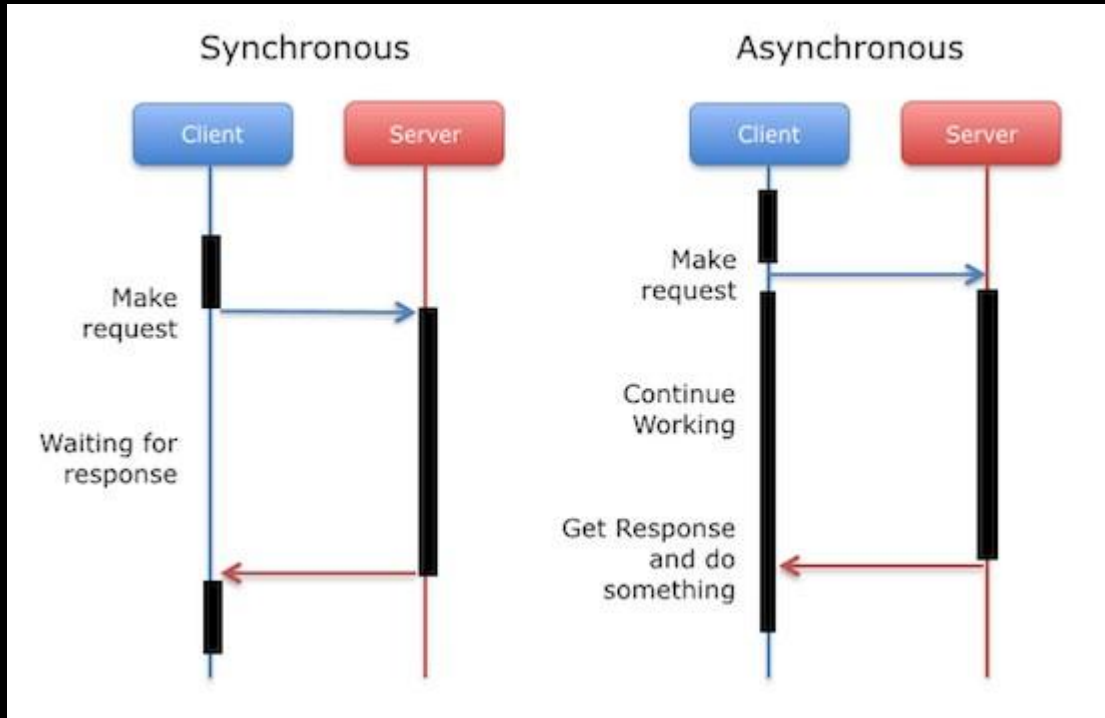 Synchronous
Client
Server
Make
request
Waiting for
response
Asynchronous
Client
Server
Make
request
Continue
Working
Get Response
and do
something